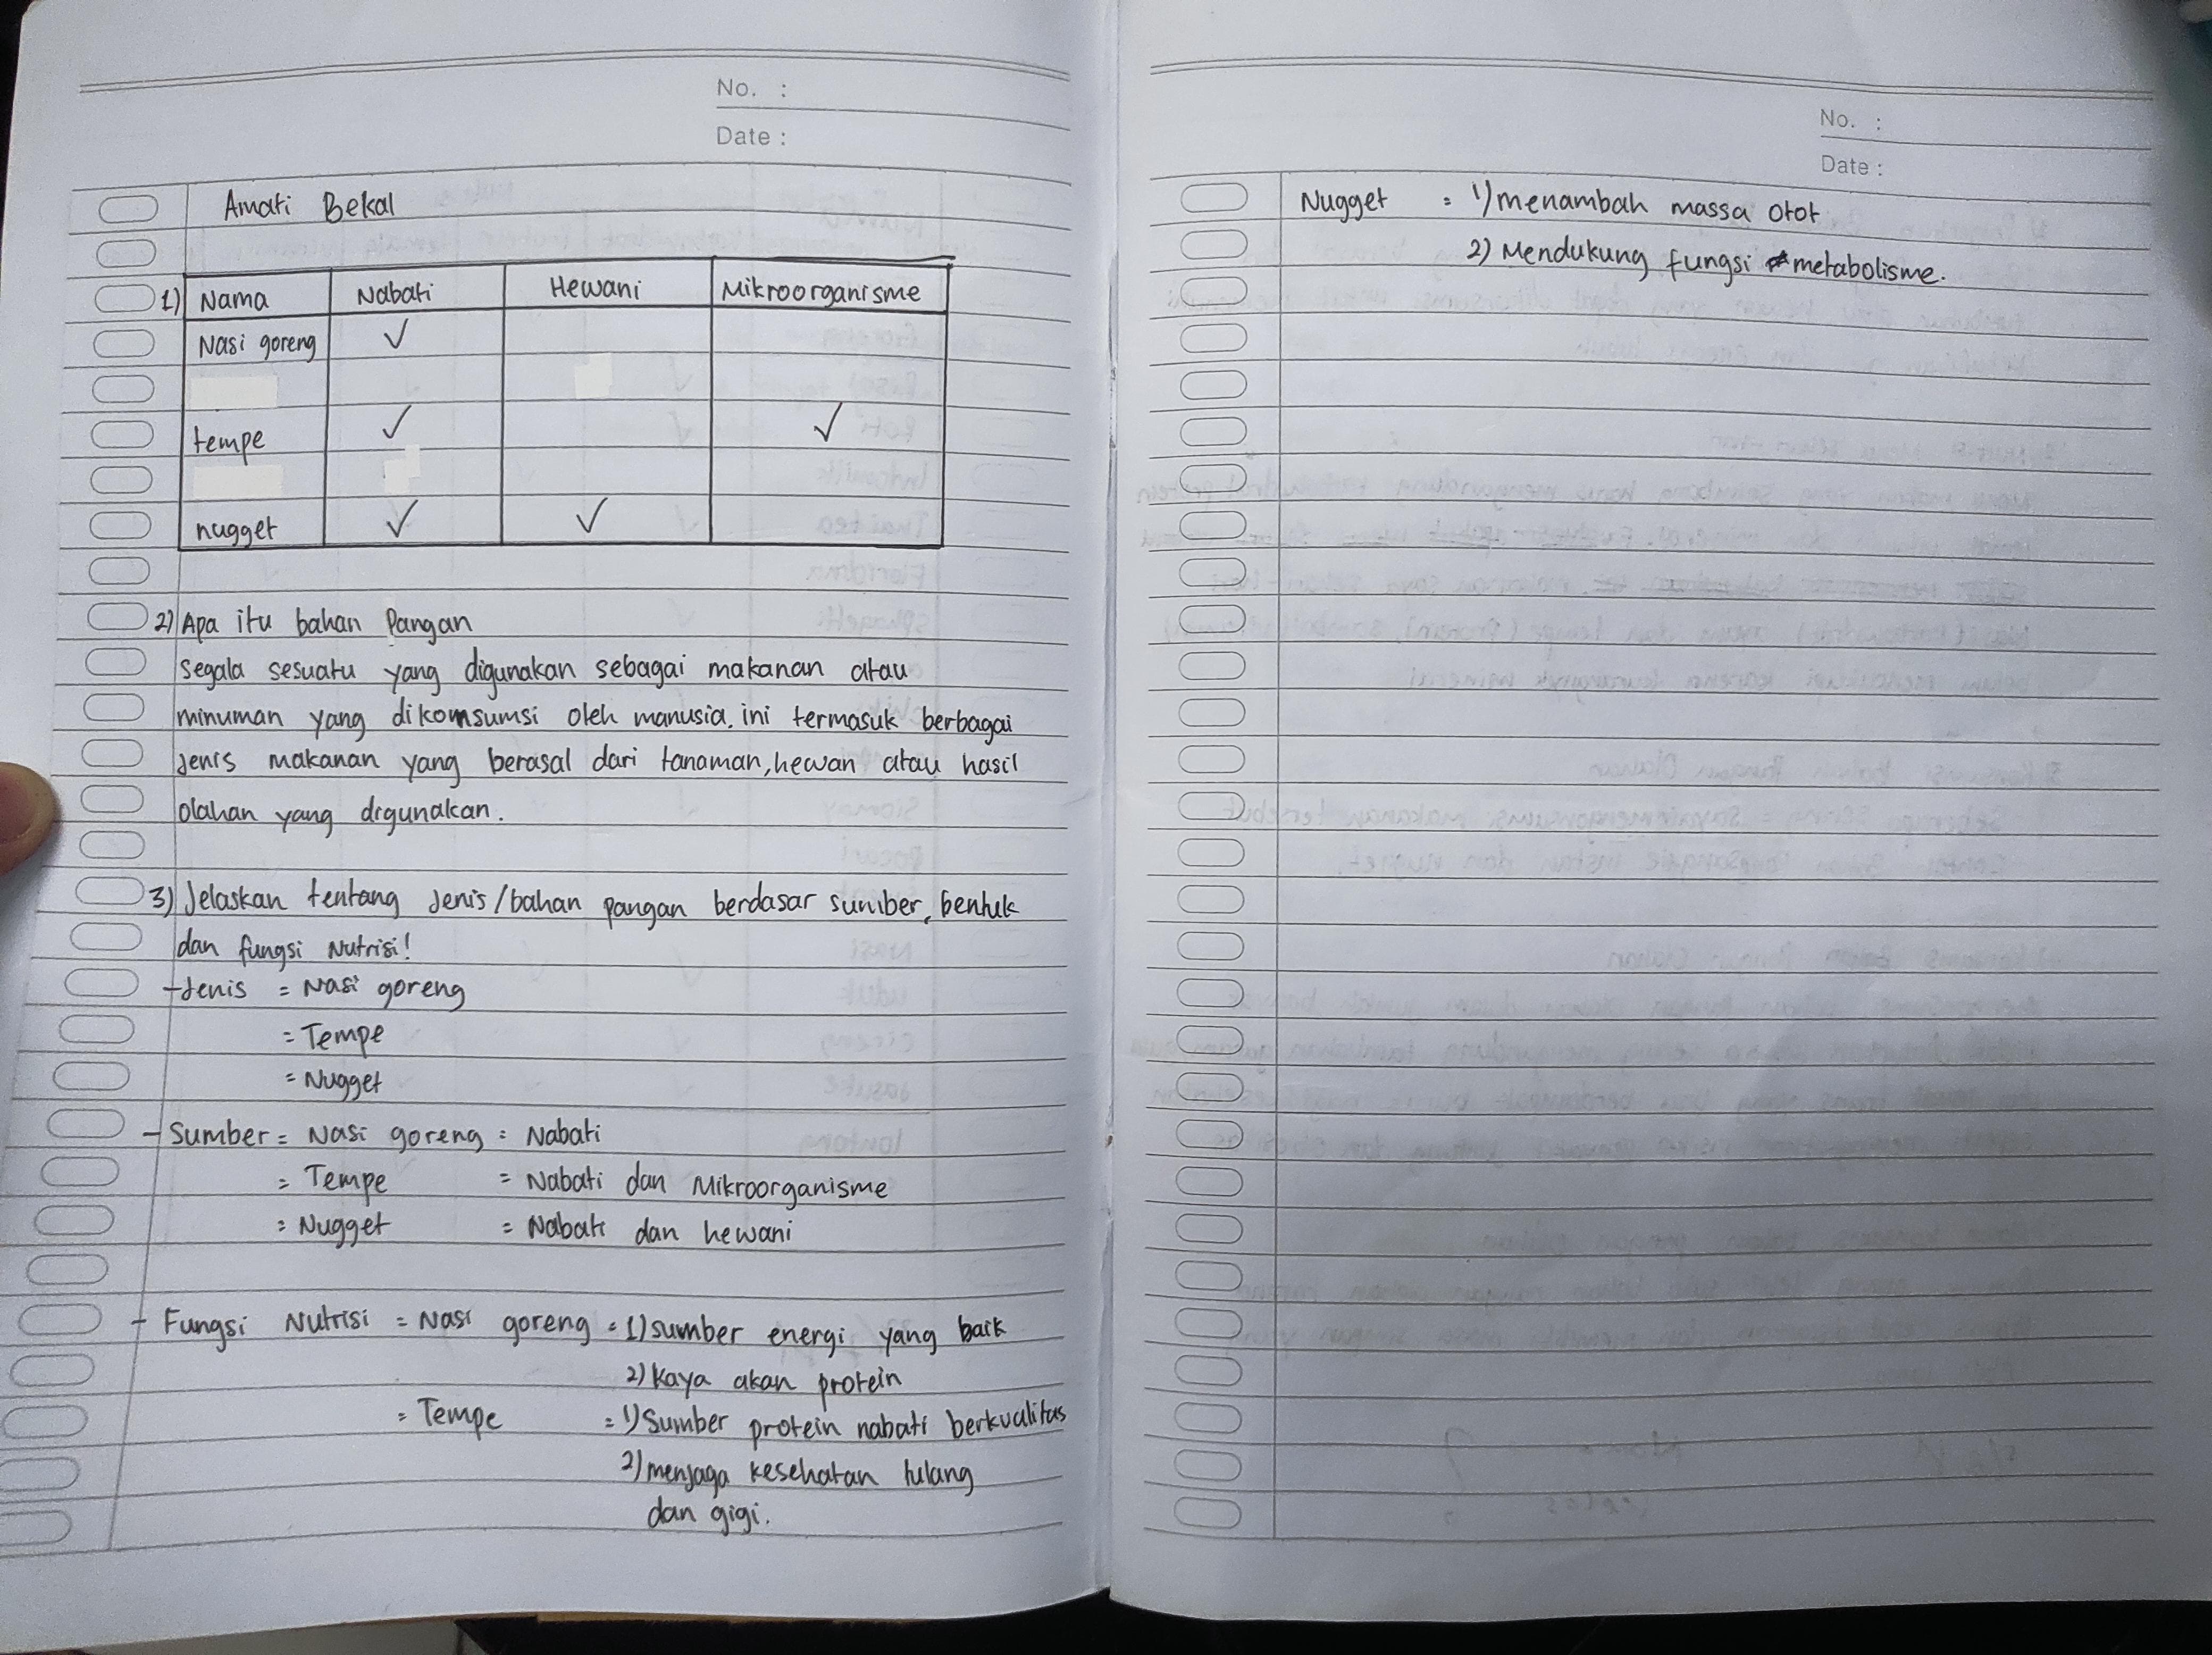 No. :
Date :
Amati Bekal
1) Nama Nabati Hewani Mikroorganisme
Nasi goreng ✓
tempe ✓ ✓
nugget ✓ ✓
2) Apa itu bahan Pangan
segala sesuatu yang digunakan sebagai makanan atau
minuman yang dikomsumsi oleh manusia. ini termasuk berbagai
Jenis makanan yang berasal dari tanaman, hewan atau hasil
olahan yang digunakan.
3) Jelaskan tentang Jenis/bahan pangan berdasar sumber, bentuk
dan fungsi Nutrisi!
- Jenis = Nasi goreng
= Tempe
= Nugget
- Sumber = Nasi goreng = Nabati
= Tempe = Nabati dan Mikroorganisme
= Nugget = Nabati dan hewani
- Fungsi Nutrisi = Nasi goreng = 1) sumber energi yang baik
2) Kaya akan protein
= Tempe = 1) Sumber protein nabati berkualitas
2) menjaga kesehatan tulang
dan gigi.
No. :
Date :
Nugget = 1) menambah massa otot
2) Mendukung fungsi metabolisme.